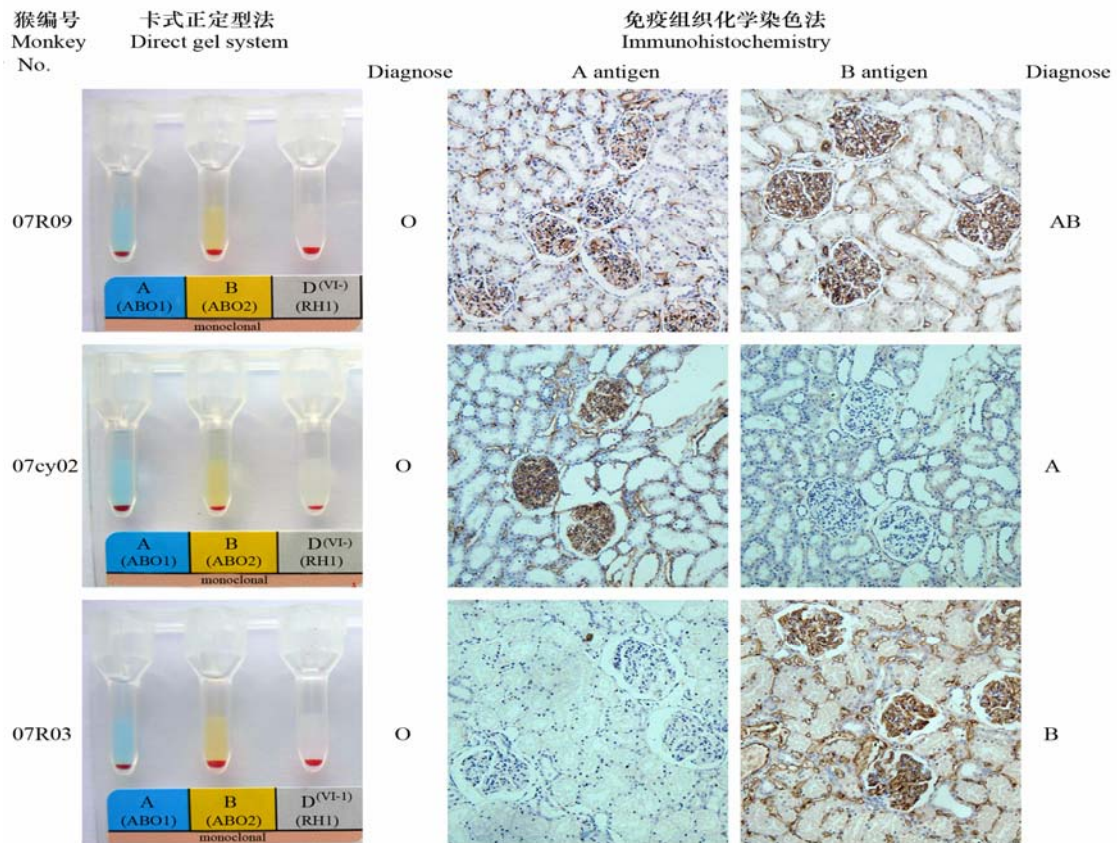 猴编号
Monkey
No.
卡式正定型法
Direct gel system
免疫组织化学染色法
Immunohistochemistry
Diagnose
A antigen
B antigen
Diagnose
07R09
A
(ABO1)
B
(ABO2)
D(VI-)
(RH1)
monoclonal
O
AB
07cy02
A
(ABO1)
B
(ABO2)
D(VI-)
(RH1)
monoclonal
O
A
07R03
A
(ABO1)
B
(ABO2)
D(VI-1)
(RH1)
monoclonal
O
B